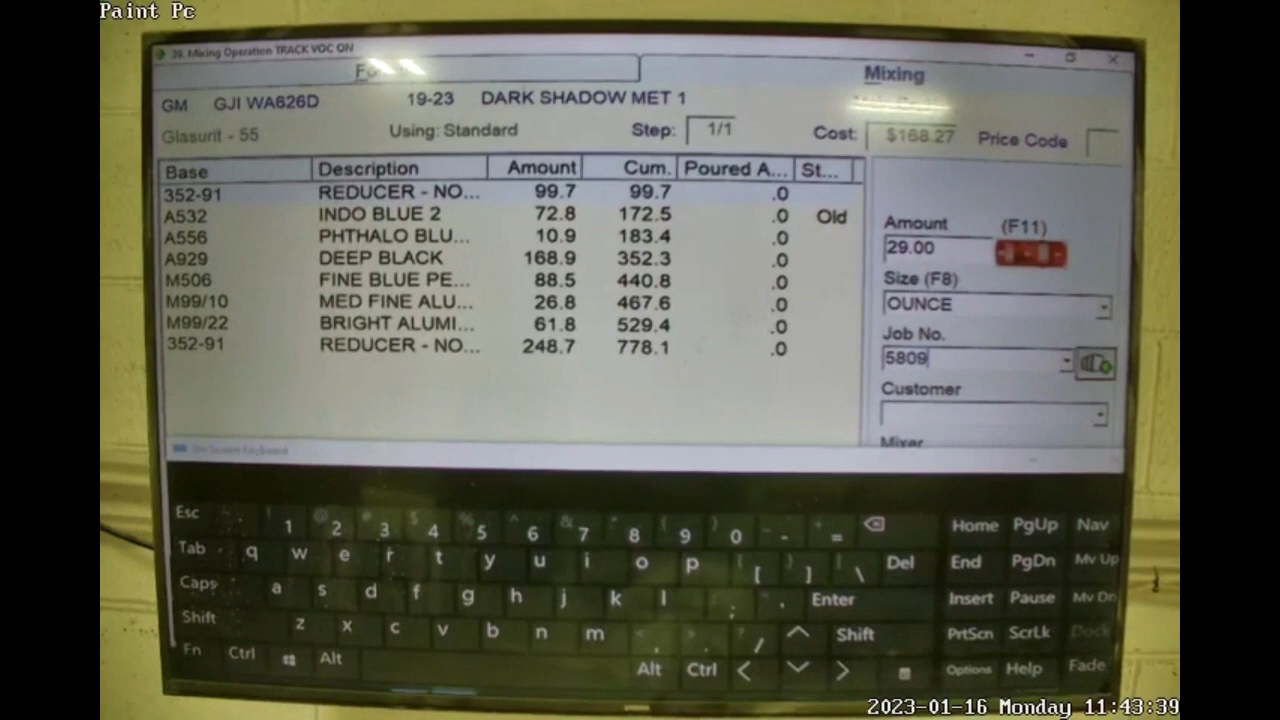 Paint Pc
39. Mixing Operation TRACK VOC ON
Mixing
GM GJI WA626D 19-23 DARK SHADOW MET 1
Glasurit - 55 Using: Standard Step: 1/1 Cost: $168.27 Price Code
Base Description Amount Cum. Poured A... St...
352-91 REDUCER - NO... 99.7 99.7 .0
A532 INDO BLUE 2 72.8 172.5 .0 Old
A556 PHTHALO BLU... 10.9 183.4 .0
A929 DEEP BLACK 168.9 352.3 .0
M506 FINE BLUE PE... 88.5 440.8 .0
M99/10 MED FINE ALU... 26.8 467.6 .0
M99/22 BRIGHT ALUMI... 61.8 529.4 .0
352-91 REDUCER - NO... 248.7 778.1 .0
Amount (F11)
29.00
Size (F8)
OUNCE
Job No.
5809
Customer
Mixer
On-Screen Keyboard
Esc 1 2 3 4 5 6 7 8 9 0 - = Home PgUp Nav
Tab q w e r t y u i o p [ ] \ Del End PgDn Mv Up
Caps a s d f g h j k l ; ' Enter Insert Pause Mv Dn
Shift z x c v b n m , . / Shift PrtScn ScrLk Dock
Fn Ctrl Alt Alt Ctrl Options Help Fade
2023-01-16 Monday 11:43:39